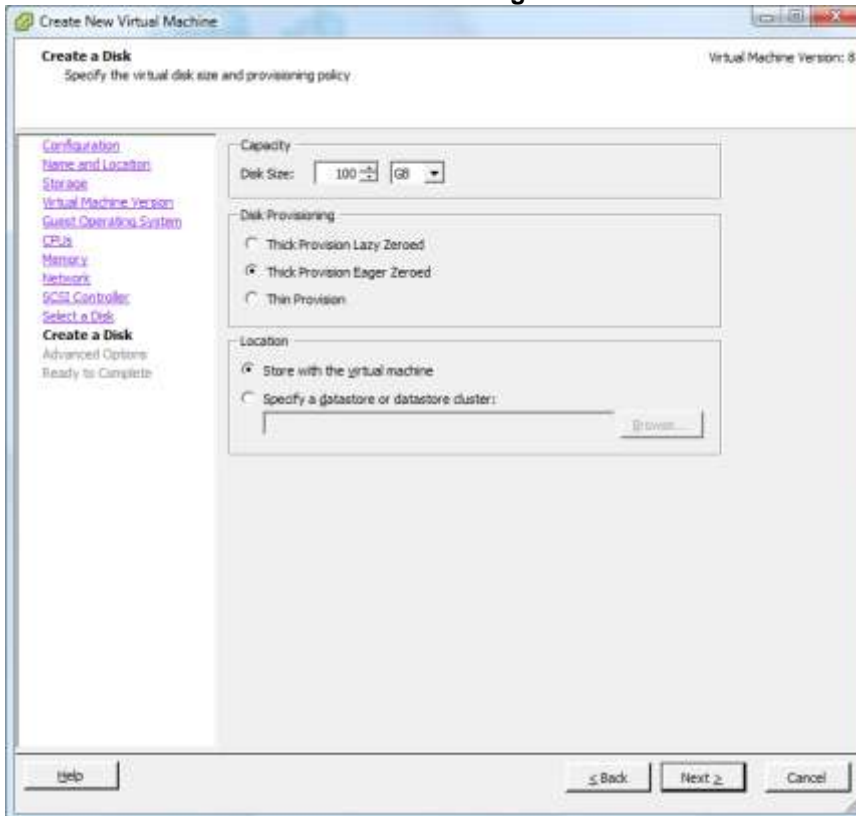 Create New Virtual Machine
Create a Disk
Specify the virtual disk size and provisioning policy
Virtual Machine Version: 8
Configuration
Name and Location
Storage
Virtual Machine Version
Guest Operating System
CPUs
Memory
Network
SCSI Controller
Select a Disk
Create a Disk
Advanced Options
Ready to Complete
Capacity
Disk Size: 100 GB
Disk Provisioning
Thick Provision Lazy Zeroed
Thick Provision Eager Zeroed
Thin Provision
Location
Store with the virtual machine
Specify a datastore or datastore cluster:
Browse...
Help
< Back
Next >
Cancel